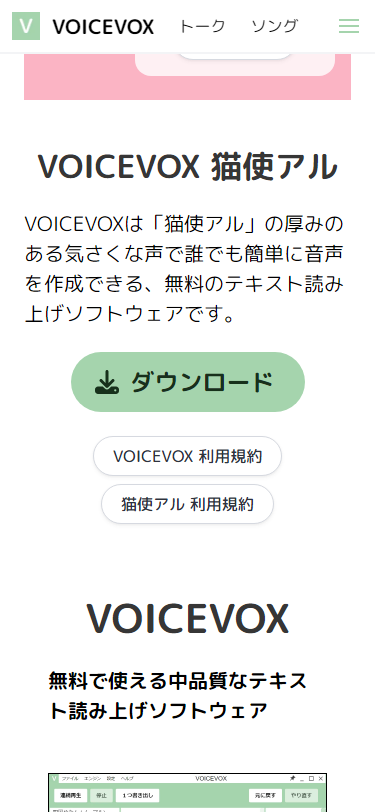 V VOICEVOX トーク ソング
VOICEVOX 猫使アル
VOICEVOXは「猫使アル」の厚みの
ある気さくな声で誰でも簡単に音声
を作成できる、無料のテキスト読み
上げソフトウェアです。
ダウンロード
VOICEVOX 利用規約
猫使アル 利用規約
VOICEVOX
無料で使える中品質なテキス
ト読み上げソフトウェア
V ファイル エンジン 設定 ヘルプ VOICEVOX
連続再生 停止 1つ書き出し 元に戻す やり直す